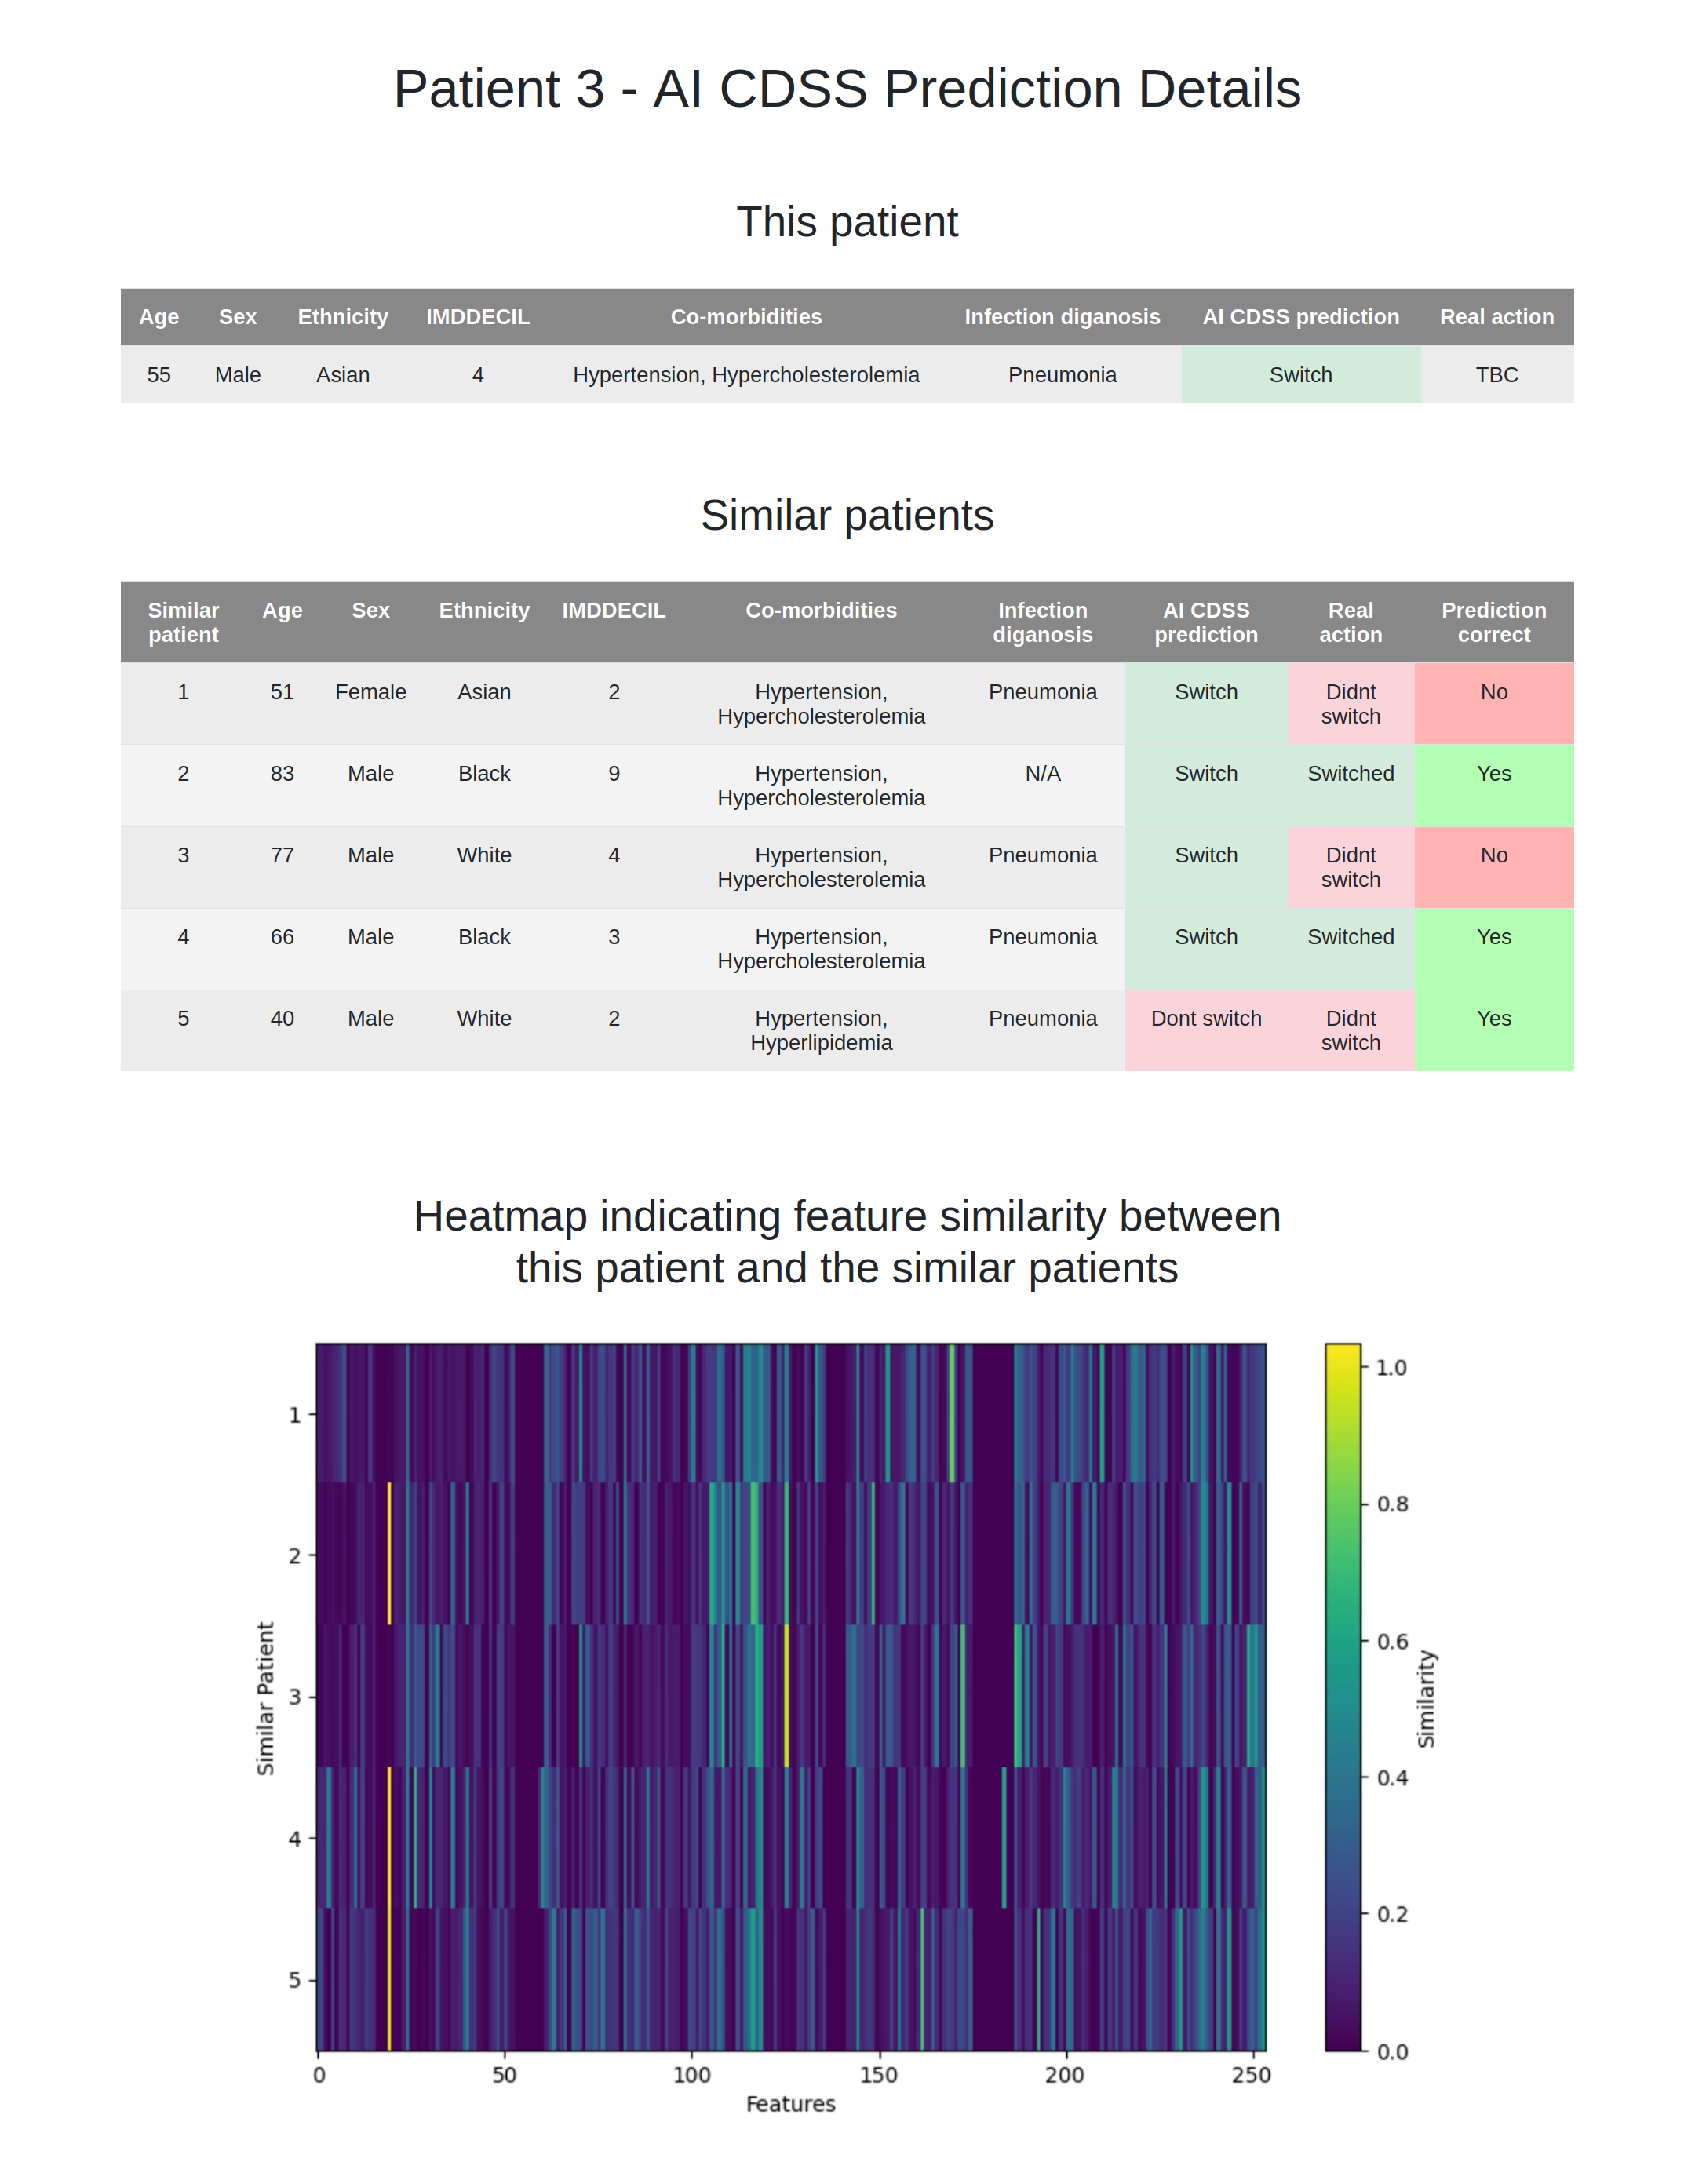 Patient 3 - AI CDSS Prediction Details
This patient
Age Sex Ethnicity IMDDECIL Co-morbidities Infection diganosis AI CDSS prediction Real action
55 Male Asian 4 Hypertension, Hypercholesterolemia Pneumonia Switch TBC
Similar patients
Similar patient Age Sex Ethnicity IMDDECIL Co-morbidities Infection diganosis AI CDSS prediction Real action Prediction correct
1 51 Female Asian 2 Hypertension, Hypercholesterolemia Pneumonia Switch Didnt switch No
2 83 Male Black 9 Hypertension, Hypercholesterolemia N/A Switch Switched Yes
3 77 Male White 4 Hypertension, Hypercholesterolemia Pneumonia Switch Didnt switch No
4 66 Male Black 3 Hypertension, Hypercholesterolemia Pneumonia Switch Switched Yes
5 40 Male White 2 Hypertension, Hyperlipidemia Pneumonia Dont switch Didnt switch Yes
Heatmap indicating feature similarity between
this patient and the similar patients
Similar Patient
1
2
3
4
5
0 50 100 150 200 250
Features
1.0
0.8
0.6
0.4
0.2
0.0
Similarity